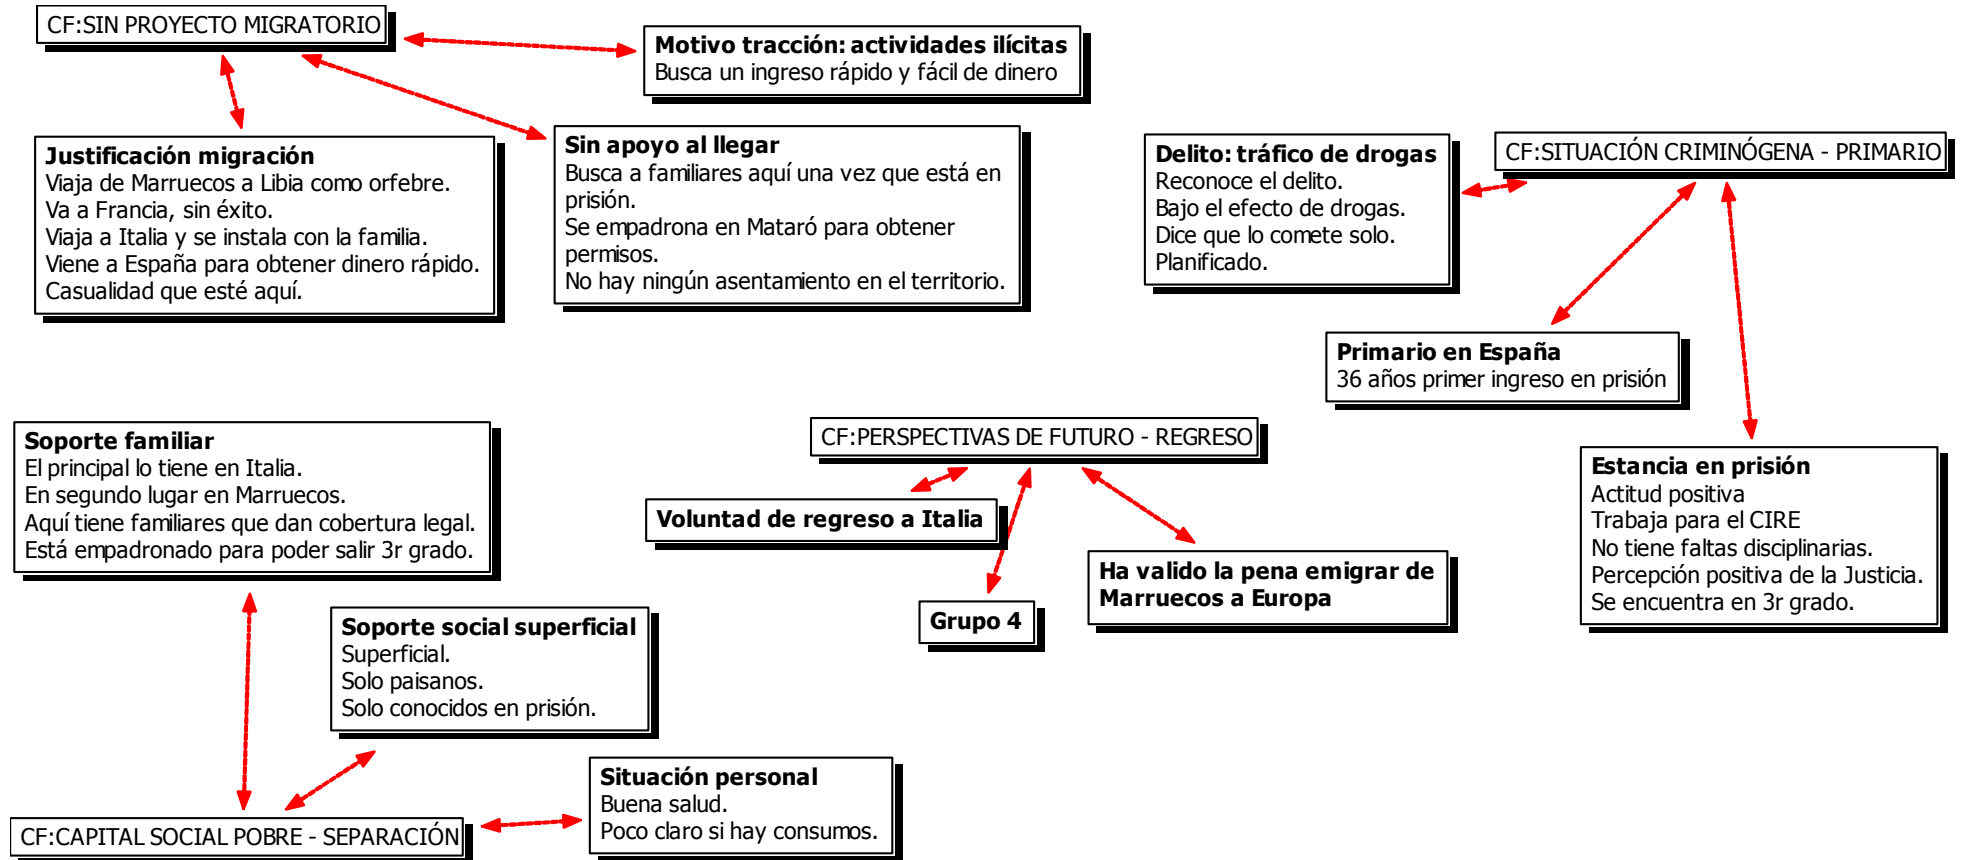 CF:SIN PROYECTO MIGRATORIO
Motivo tracción: actividades ilícitas
Busca un ingreso rápido y fácil de dinero
Justificación migración
Viaja de Marruecos a Libia como orfebre.
Va a Francia, sin éxito.
Viaja a Italia y se instala con la familia.
Viene a España para obtener dinero rápido.
Casualidad que esté aquí.
Sin apoyo al llegar
Busca a familiares aquí una vez que está en
prisión.
Se empadrona en Mataró para obtener
permisos.
No hay ningún asentamiento en el territorio.
Delito: tráfico de drogas
Reconoce el delito.
Bajo el efecto de drogas.
Dice que lo comete solo.
Planificado.
CF:SITUACIÓN CRIMINÓGENA - PRIMARIO
Primario en España
36 años primer ingreso en prisión
Estancia en prisión
Actitud positiva
Trabaja para el CIRE
No tiene faltas disciplinarias.
Percepción positiva de la Justicia.
Se encuentra en 3r grado.
CF:PERSPECTIVAS DE FUTURO - REGRESO
Voluntad de regreso a Italia
Grupo 4
Ha valido la pena emigrar de
Marruecos a Europa
Soporte familiar
El principal lo tiene en Italia.
En segundo lugar en Marruecos.
Aquí tiene familiares que dan cobertura legal.
Está empadronado para poder salir 3r grado.
Soporte social superficial
Superficial.
Solo paisanos.
Solo conocidos en prisión.
Situación personal
Buena salud.
Poco claro si hay consumos.
CF:CAPITAL SOCIAL POBRE - SEPARACIÓN